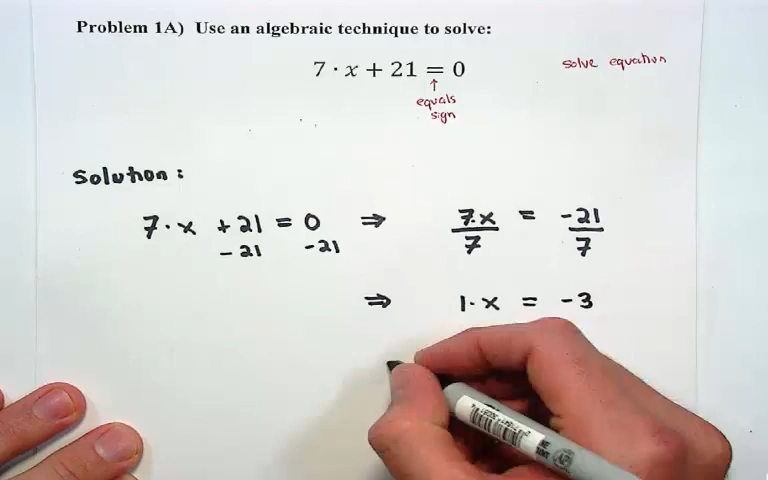 Problem 1A) Use an algebraic technique to solve:
7 · x + 21 = 0
solve equation
↑
equals
sign
Solution:
7·x +21 = 0 ⇒ 7·x/7 = -21/7
-21 -21
⇒ 1·x = -3